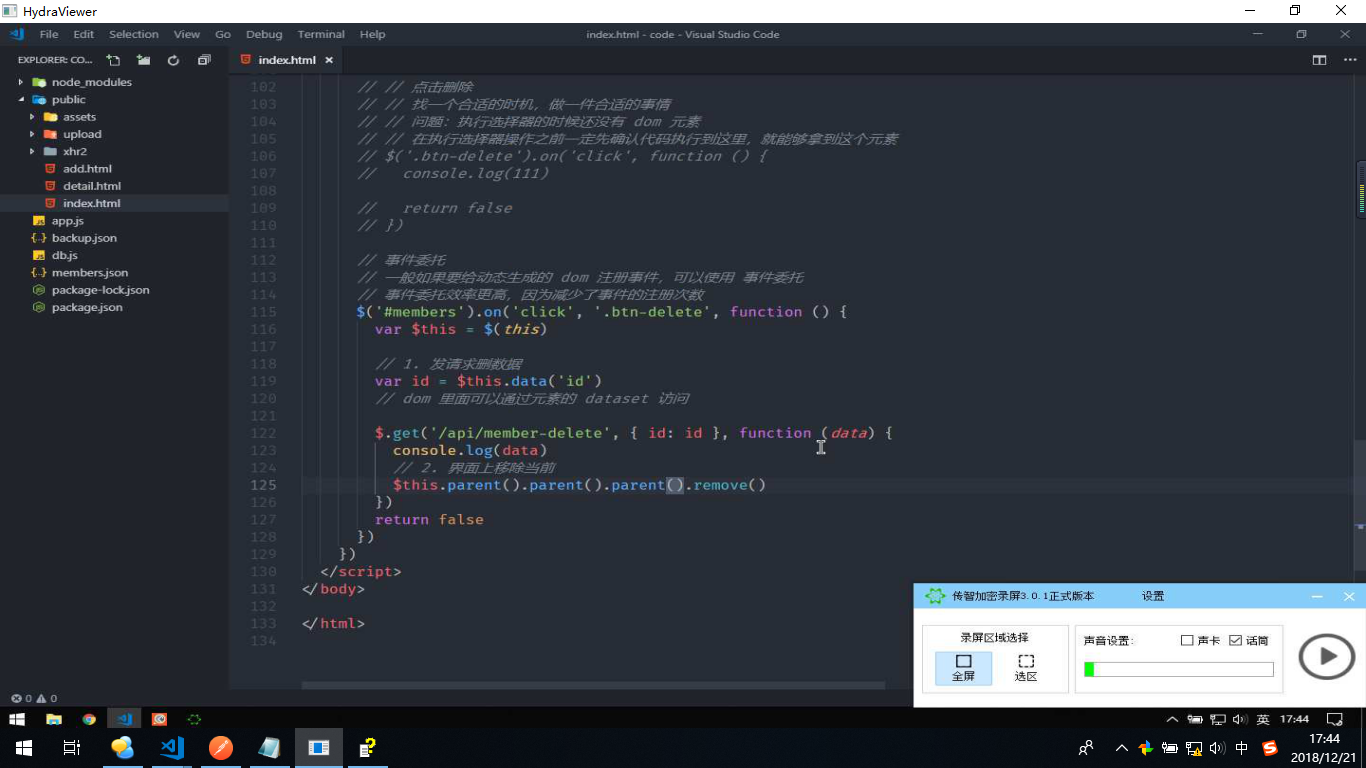 HydraViewer
File Edit Selection View Go Debug Terminal Help
index.html - code - Visual Studio Code
EXPLORER: CO...
index.html ×
node_modules
public
assets
upload
xhr2
add.html
detail.html
index.html
app.js
backup.json
db.js
members.json
package-lock.json
package.json
102 // // 点击删除
103 // // 找一个合适的时机，做一件合适的事情
104 // // 问题：执行选择器的时候还没有 dom 元素
105 // // 在执行选择器操作之前一定先确认代码执行到这里，就能够拿到这个元素
106 // $('.btn-delete').on('click', function () {
107 //   console.log(111)
108
109 //   return false
110 // })
111
112 // 事件委托
113 // 一般如果要给动态生成的 dom 注册事件，可以使用 事件委托
114 // 事件委托效率更高，因为减少了事件的注册次数
115 $('#members').on('click', '.btn-delete', function () {
116 var $this = $(this)
117
118 // 1. 发请求删数据
119 var id = $this.data('id')
120 // dom 里面可以通过元素的 dataset 访问
121
122 $.get('/api/member-delete', { id: id }, function (data) {
123 console.log(data)
124 // 2. 界面上移除当前
125 $this.parent().parent().parent().remove()
126 })
127 return false
128 })
129 })
130 </script>
131 </body>
132
133 </html>
134
传智加密录屏3.0.1正式版本 设置
录屏区域选择
全屏 选区
声音设置: 声卡 话筒
0 0
英 17:44
中 17:44
2018/12/21